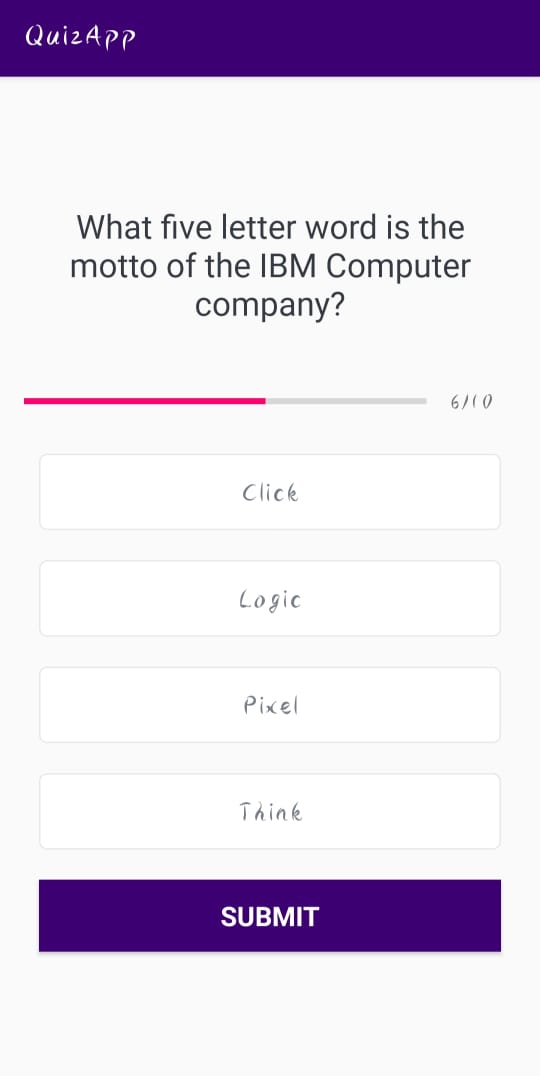 QuizApp
What five letter word is the
motto of the IBM Computer
company?
6/10
Click
Logic
Pixel
Think
SUBMIT